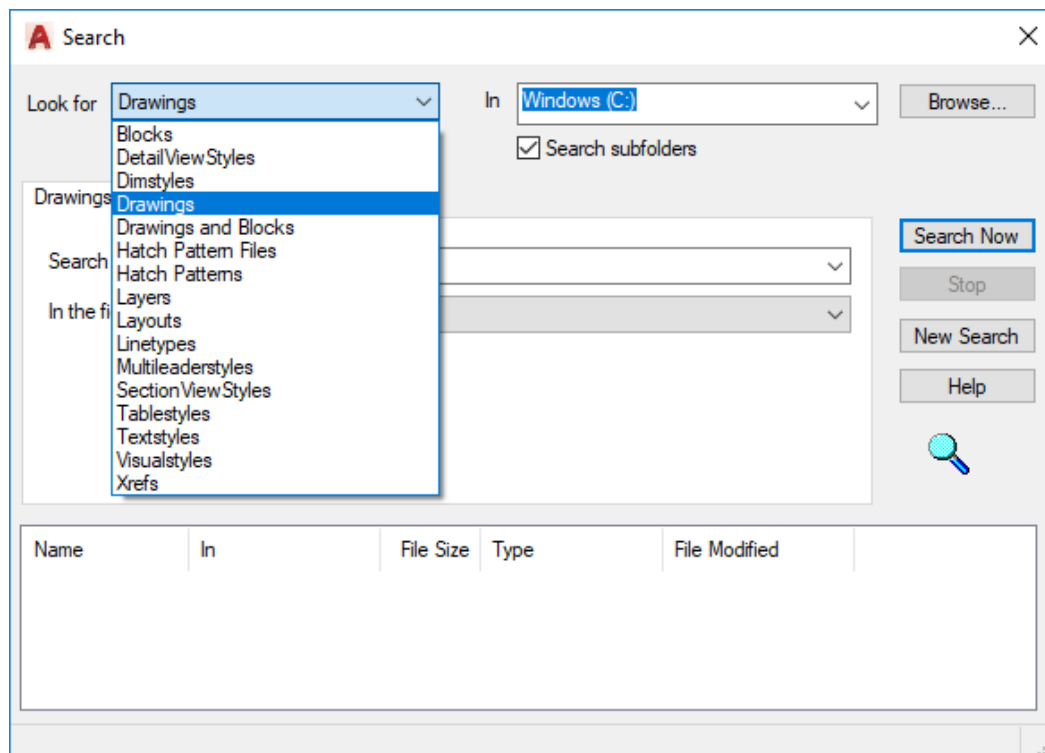 Search
Look for Drawings In Windows (C:) Browse...
Search subfolders
Blocks
DetailViewStyles
Dimstyles
Drawings
Drawings and Blocks
Hatch Pattern Files
Hatch Patterns
Layers
Layouts
Linetypes
Multileaderstyles
SectionViewStyles
Tablestyles
Textstyles
Visualstyles
Xrefs
Drawings
Search
In the fi
Search Now
Stop
New Search
Help
Name In File Size Type File Modified